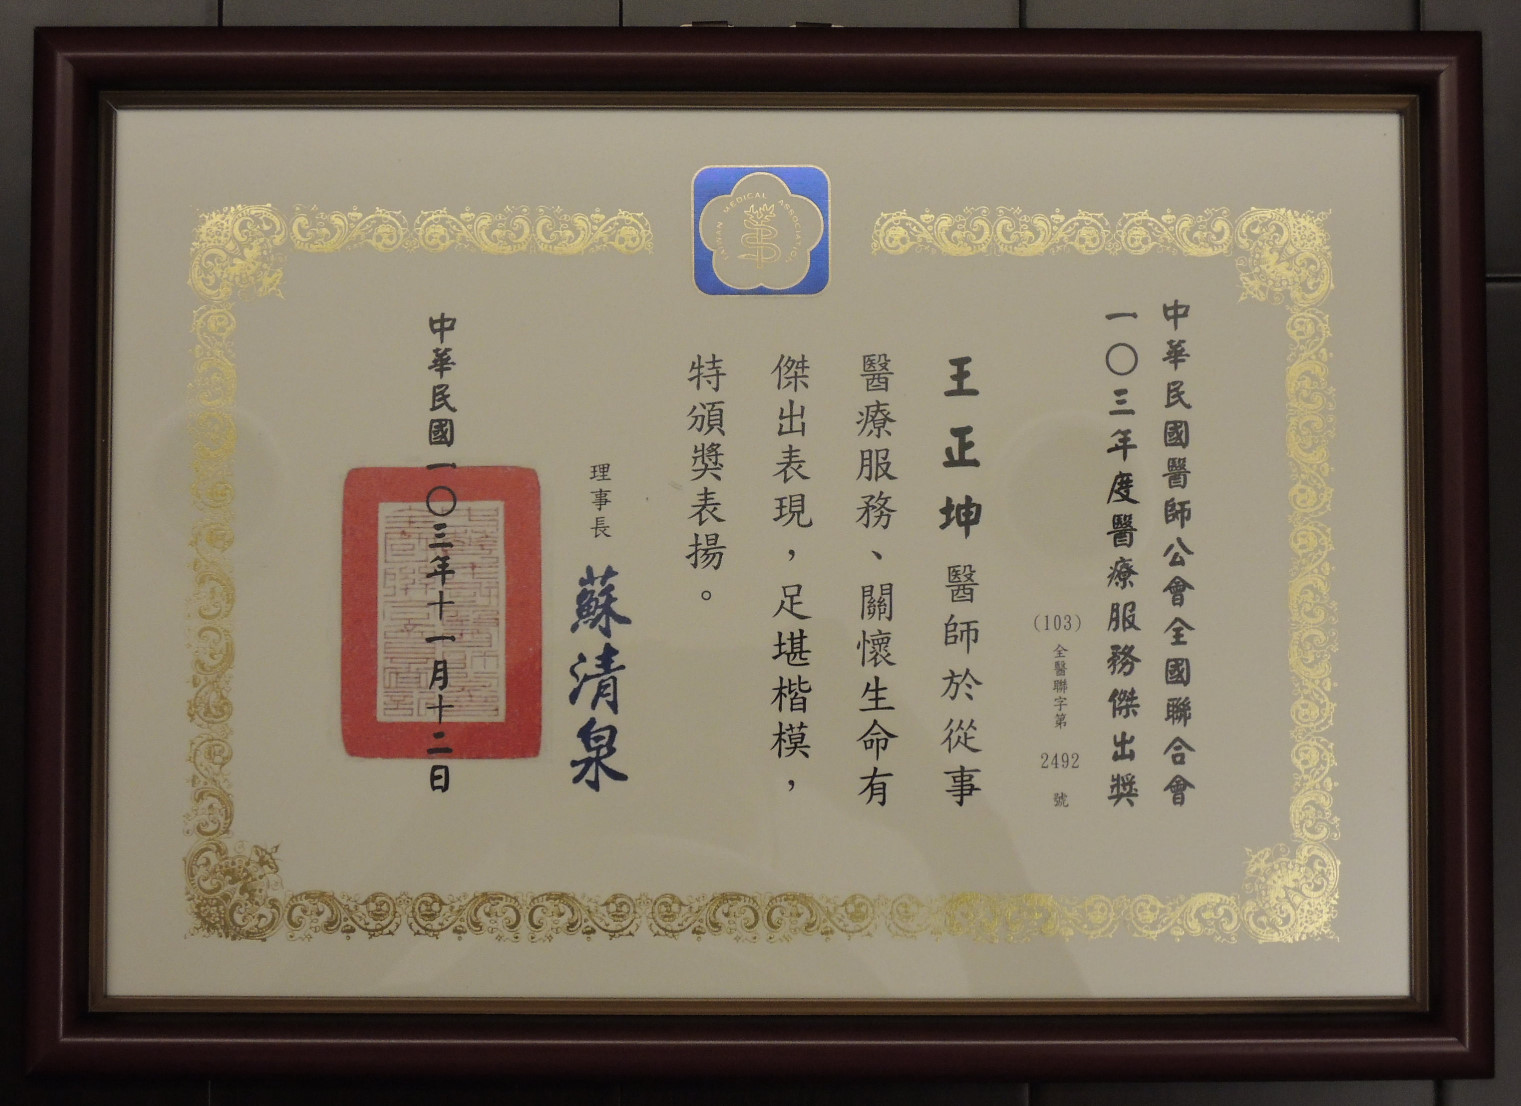 TAIWAN MEDICAL ASSOCIATION
中華民國醫師公會全國聯合會
一〇三年度醫療服務傑出獎
(103) 全醫聯字第 2492 號
王正坤醫師於從事
醫療服務、關懷生命有
傑出表現，足堪楷模，
特頒獎表揚。
理事長 蘇清泉
中華民國一〇三年十一月十二日